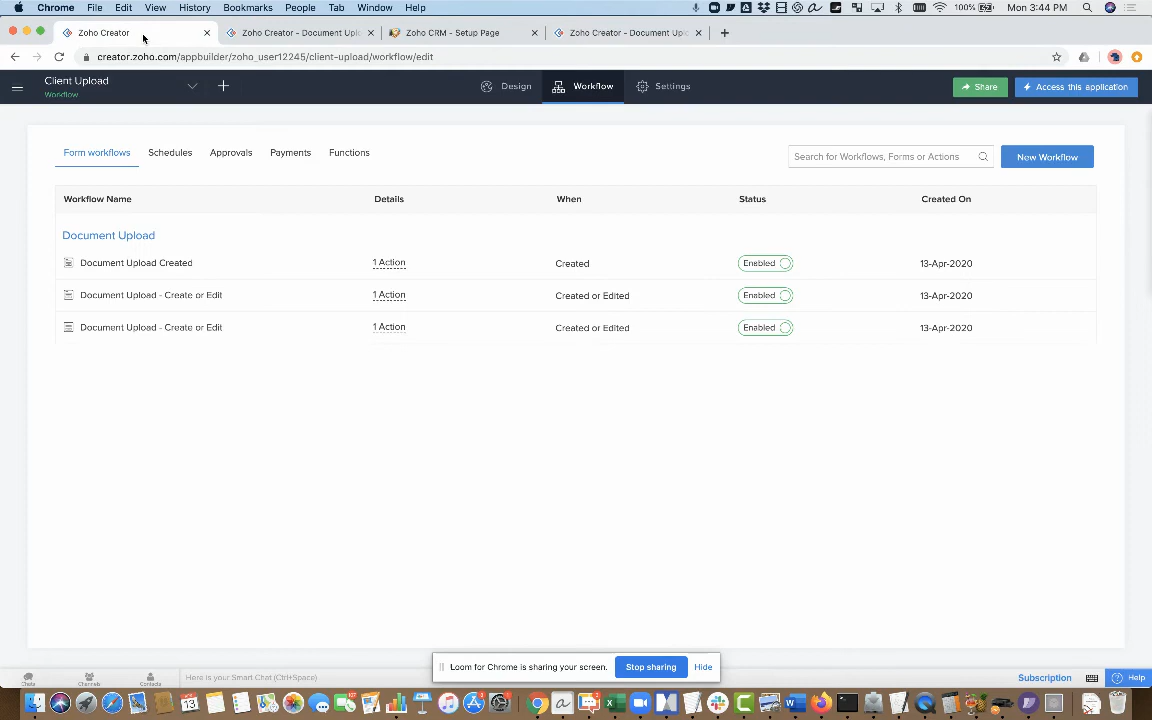 Chrome File Edit View History Bookmarks People Tab Window Help 100% Mon 3:44 PM
Zoho Creator Zoho Creator - Document Uplo Zoho CRM - Setup Page Zoho Creator - Document Uplo
creator.zoho.com/appbuilder/zoho_user12245/client-upload/workflow/edit
Client Upload
Workflow
Design Workflow Settings Share Access this application
Form workflows Schedules Approvals Payments Functions Search for Workflows, Forms or Actions New Workflow
Workflow Name Details When Status Created On
Document Upload
Document Upload Created 1 Action Created Enabled 13-Apr-2020
Document Upload - Create or Edit 1 Action Created or Edited Enabled 13-Apr-2020
Document Upload - Create or Edit 1 Action Created or Edited Enabled 13-Apr-2020
Loom for Chrome is sharing your screen. Stop sharing Hide
Chats Channels Contacts Here is your Smart Chat (Ctrl+Space) Subscription Help